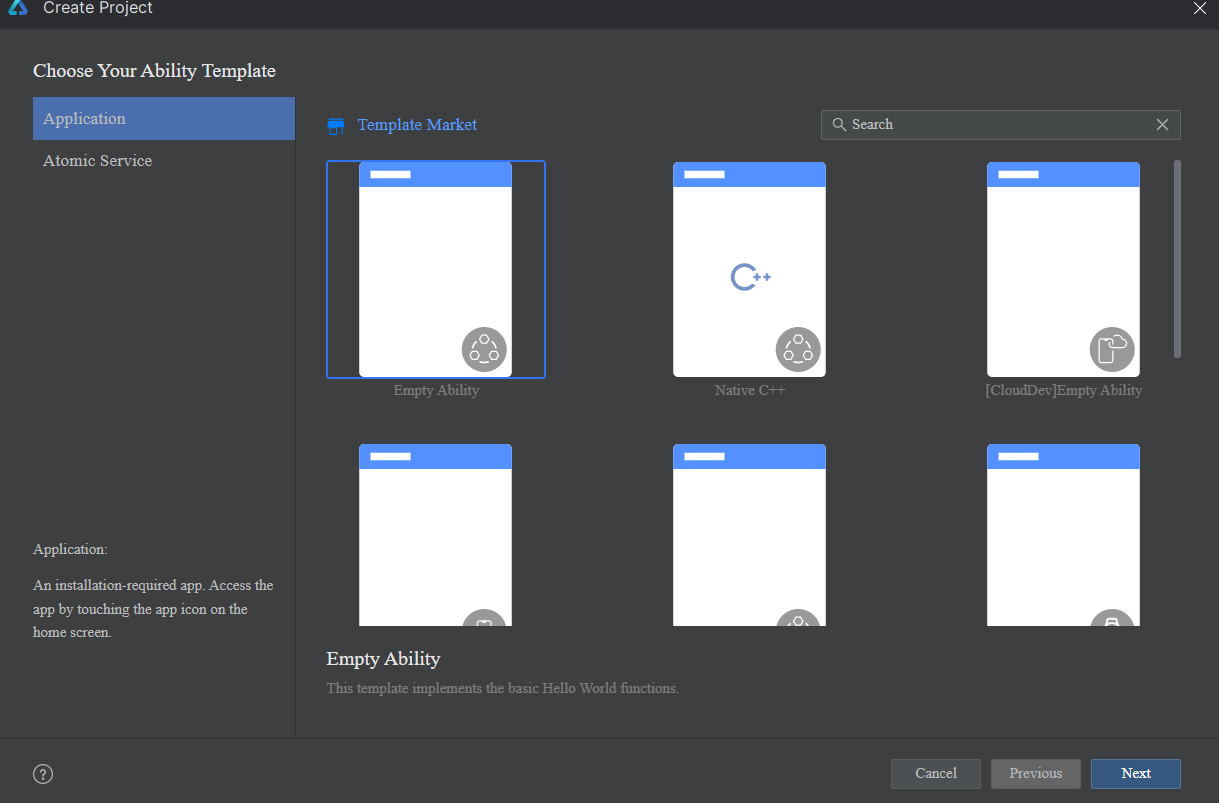 Create Project
Choose Your Ability Template
Application
Atomic Service
Template Market
Search
Empty Ability
C++
Native C++
[CloudDev]Empty Ability
Application:
An installation-required app. Access the
app by touching the app icon on the
home screen.
Empty Ability
This template implements the basic Hello World functions.
?
Cancel
Previous
Next